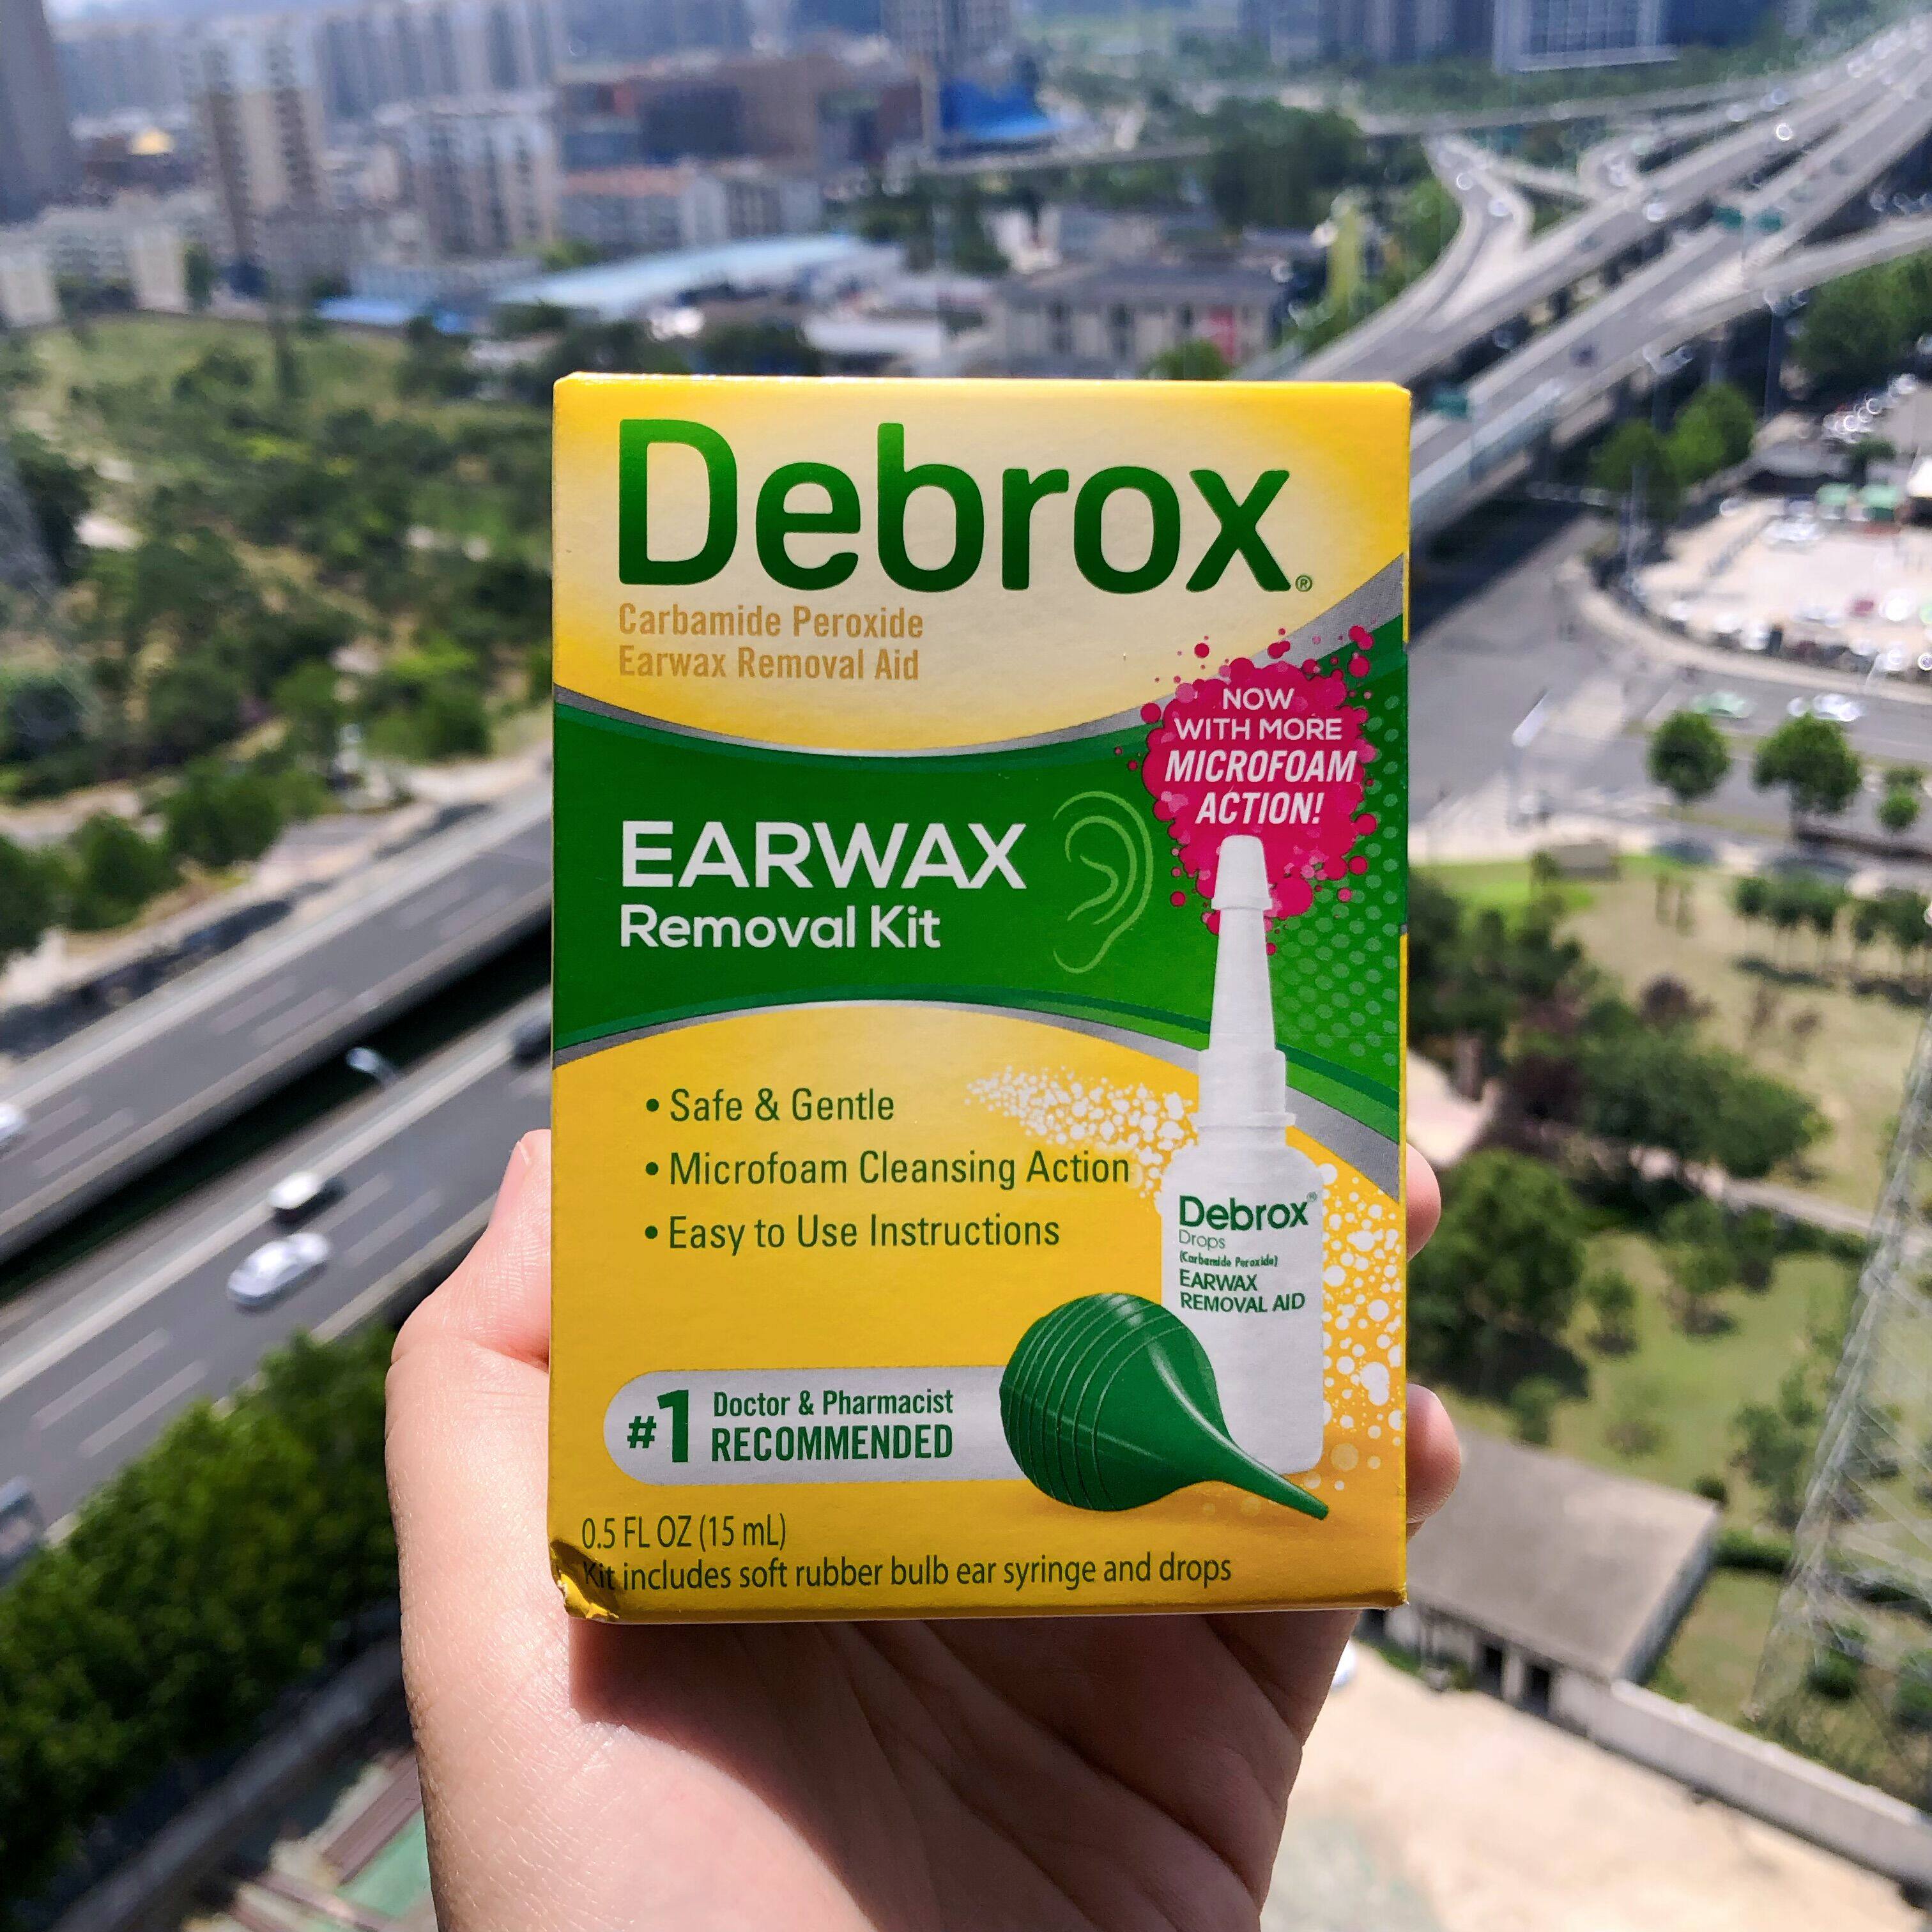 Debrox®
Carbamide Peroxide
Earwax Removal Aid
NOW
WITH MORE
MICROFOAM
ACTION!
EARWAX
Removal Kit
• Safe & Gentle
• Microfoam Cleansing Action
• Easy to Use Instructions
Debrox®
Drops
(Carbamide Peroxide)
EARWAX
REMOVAL AID
#1 Doctor & Pharmacist
RECOMMENDED
0.5 FL OZ (15 mL)
Kit includes soft rubber bulb ear syringe and drops